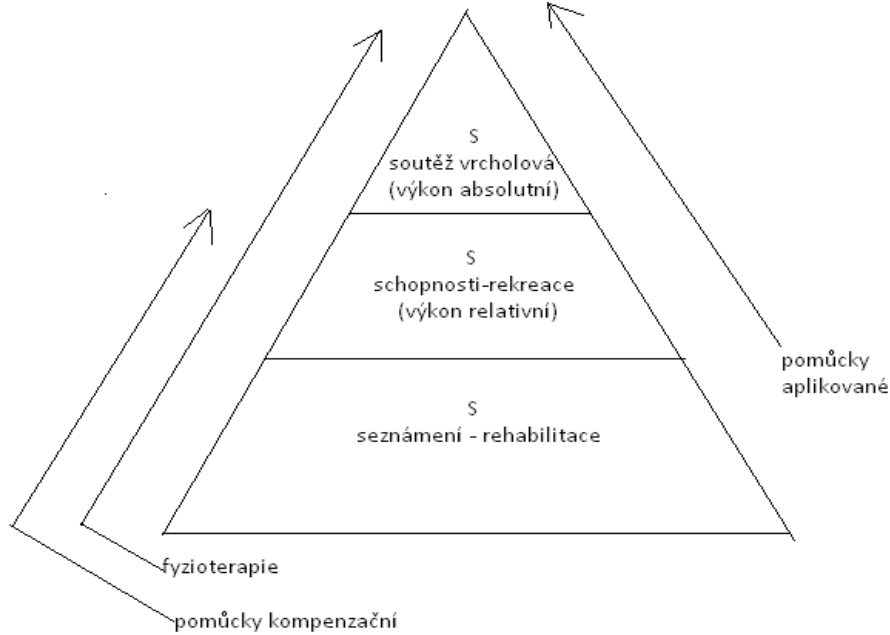 S
soutěž vrcholová
(výkon absolutní)
S
schopnosti-rekreace
(výkon relativní)
pomůcky
aplikované
S
seznámení - rehabilitace
fyzioterapie
pomůcky kompenzační